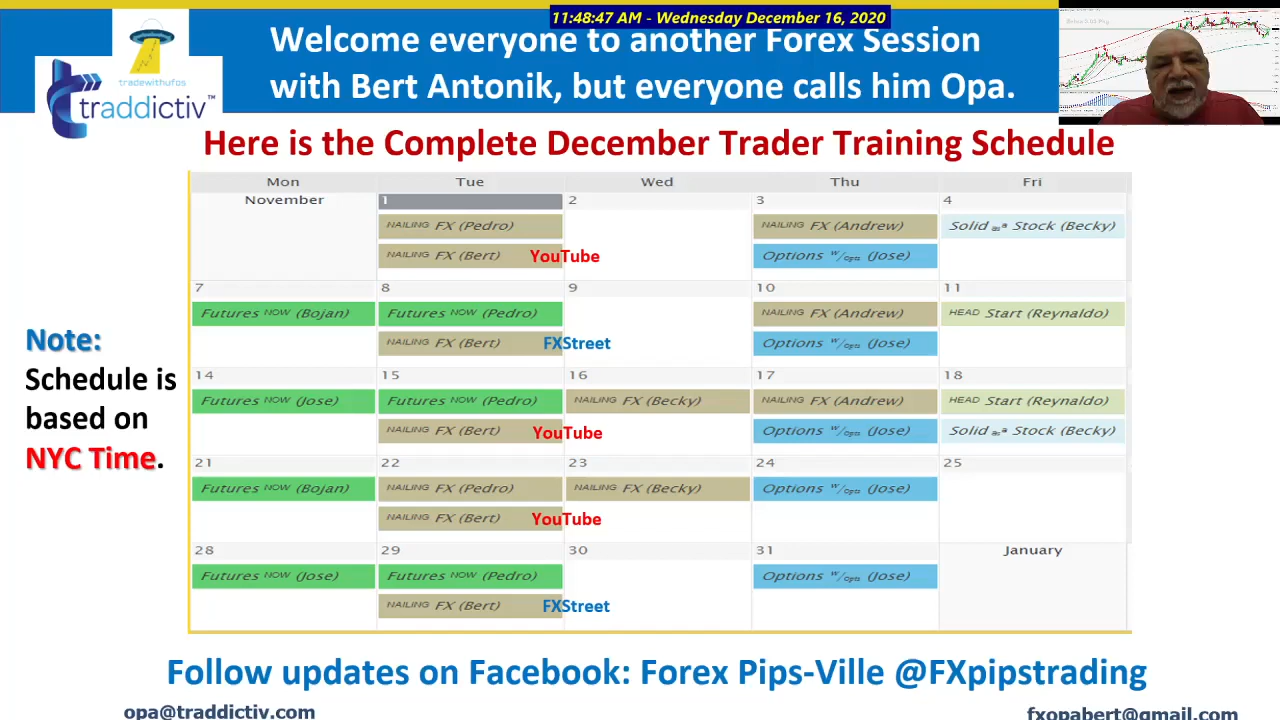 11:48:47 AM - Wednesday December 16, 2020
Welcome everyone to another Forex Session
with Bert Antonik, but everyone calls him Opa.
tradewithufos
traddictiv™
Here is the Complete December Trader Training Schedule
Mon Tue Wed Thu Fri
November 1 2 3 4
NAILING FX (Pedro) NAILING FX (Andrew) Solid as a Stock (Becky)
NAILING FX (Bert) YouTube Options W/Opts (Jose)
7 8 9 10 11
Futures NOW (Bojan) Futures NOW (Pedro) NAILING FX (Andrew) HEAD Start (Reynaldo)
NAILING FX (Bert) FXStreet Options W/Opts (Jose)
14 15 16 17 18
Futures NOW (Jose) Futures NOW (Pedro) NAILING FX (Becky) NAILING FX (Andrew) HEAD Start (Reynaldo)
NAILING FX (Bert) YouTube Options W/Opts (Jose) Solid as a Stock (Becky)
21 22 23 24 25
Futures NOW (Bojan) NAILING FX (Pedro) NAILING FX (Becky) Options W/Opts (Jose)
NAILING FX (Bert) YouTube
28 29 30 31 January
Futures NOW (Jose) Futures NOW (Pedro) Options W/Opts (Jose)
NAILING FX (Bert) FXStreet
Note:
Schedule is
based on
NYC Time.
Follow updates on Facebook: Forex Pips-Ville @FXpipstrading
opa@traddictiv.com fxopabert@gmail.com